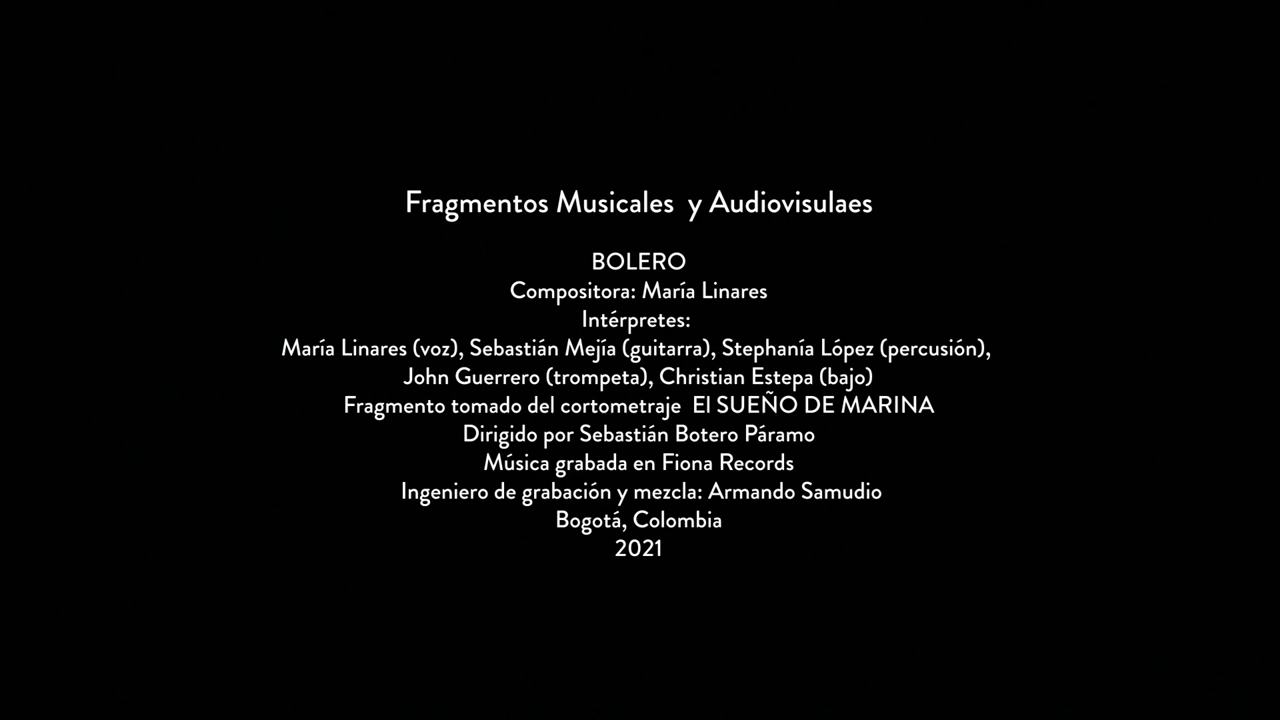 Fragmentos Musicales  y Audiovisulaes
BOLERO
Compositora: María Linares
Intérpretes:
María Linares (voz), Sebastián Mejía (guitarra), Stephanía López (percusión),
John Guerrero (trompeta), Christian Estepa (bajo)
Fragmento tomado del cortometraje  El SUEÑO DE MARINA
Dirigido por Sebastián Botero Páramo
Música grabada en Fiona Records
Ingeniero de grabación y mezcla: Armando Samudio
Bogotá, Colombia
2021